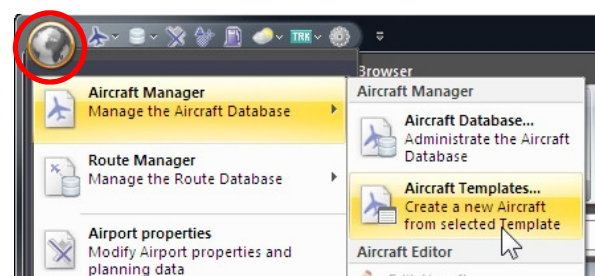 TRK
Browser
Aircraft Manager
Manage the Aircraft Database
Route Manager
Manage the Route Database
Airport properties
Modify Airport properties and
planning data
Aircraft Manager
Aircraft Database...
Administrate the Aircraft
Database
Aircraft Templates...
Create a new Aircraft
from selected Template
Aircraft Editor